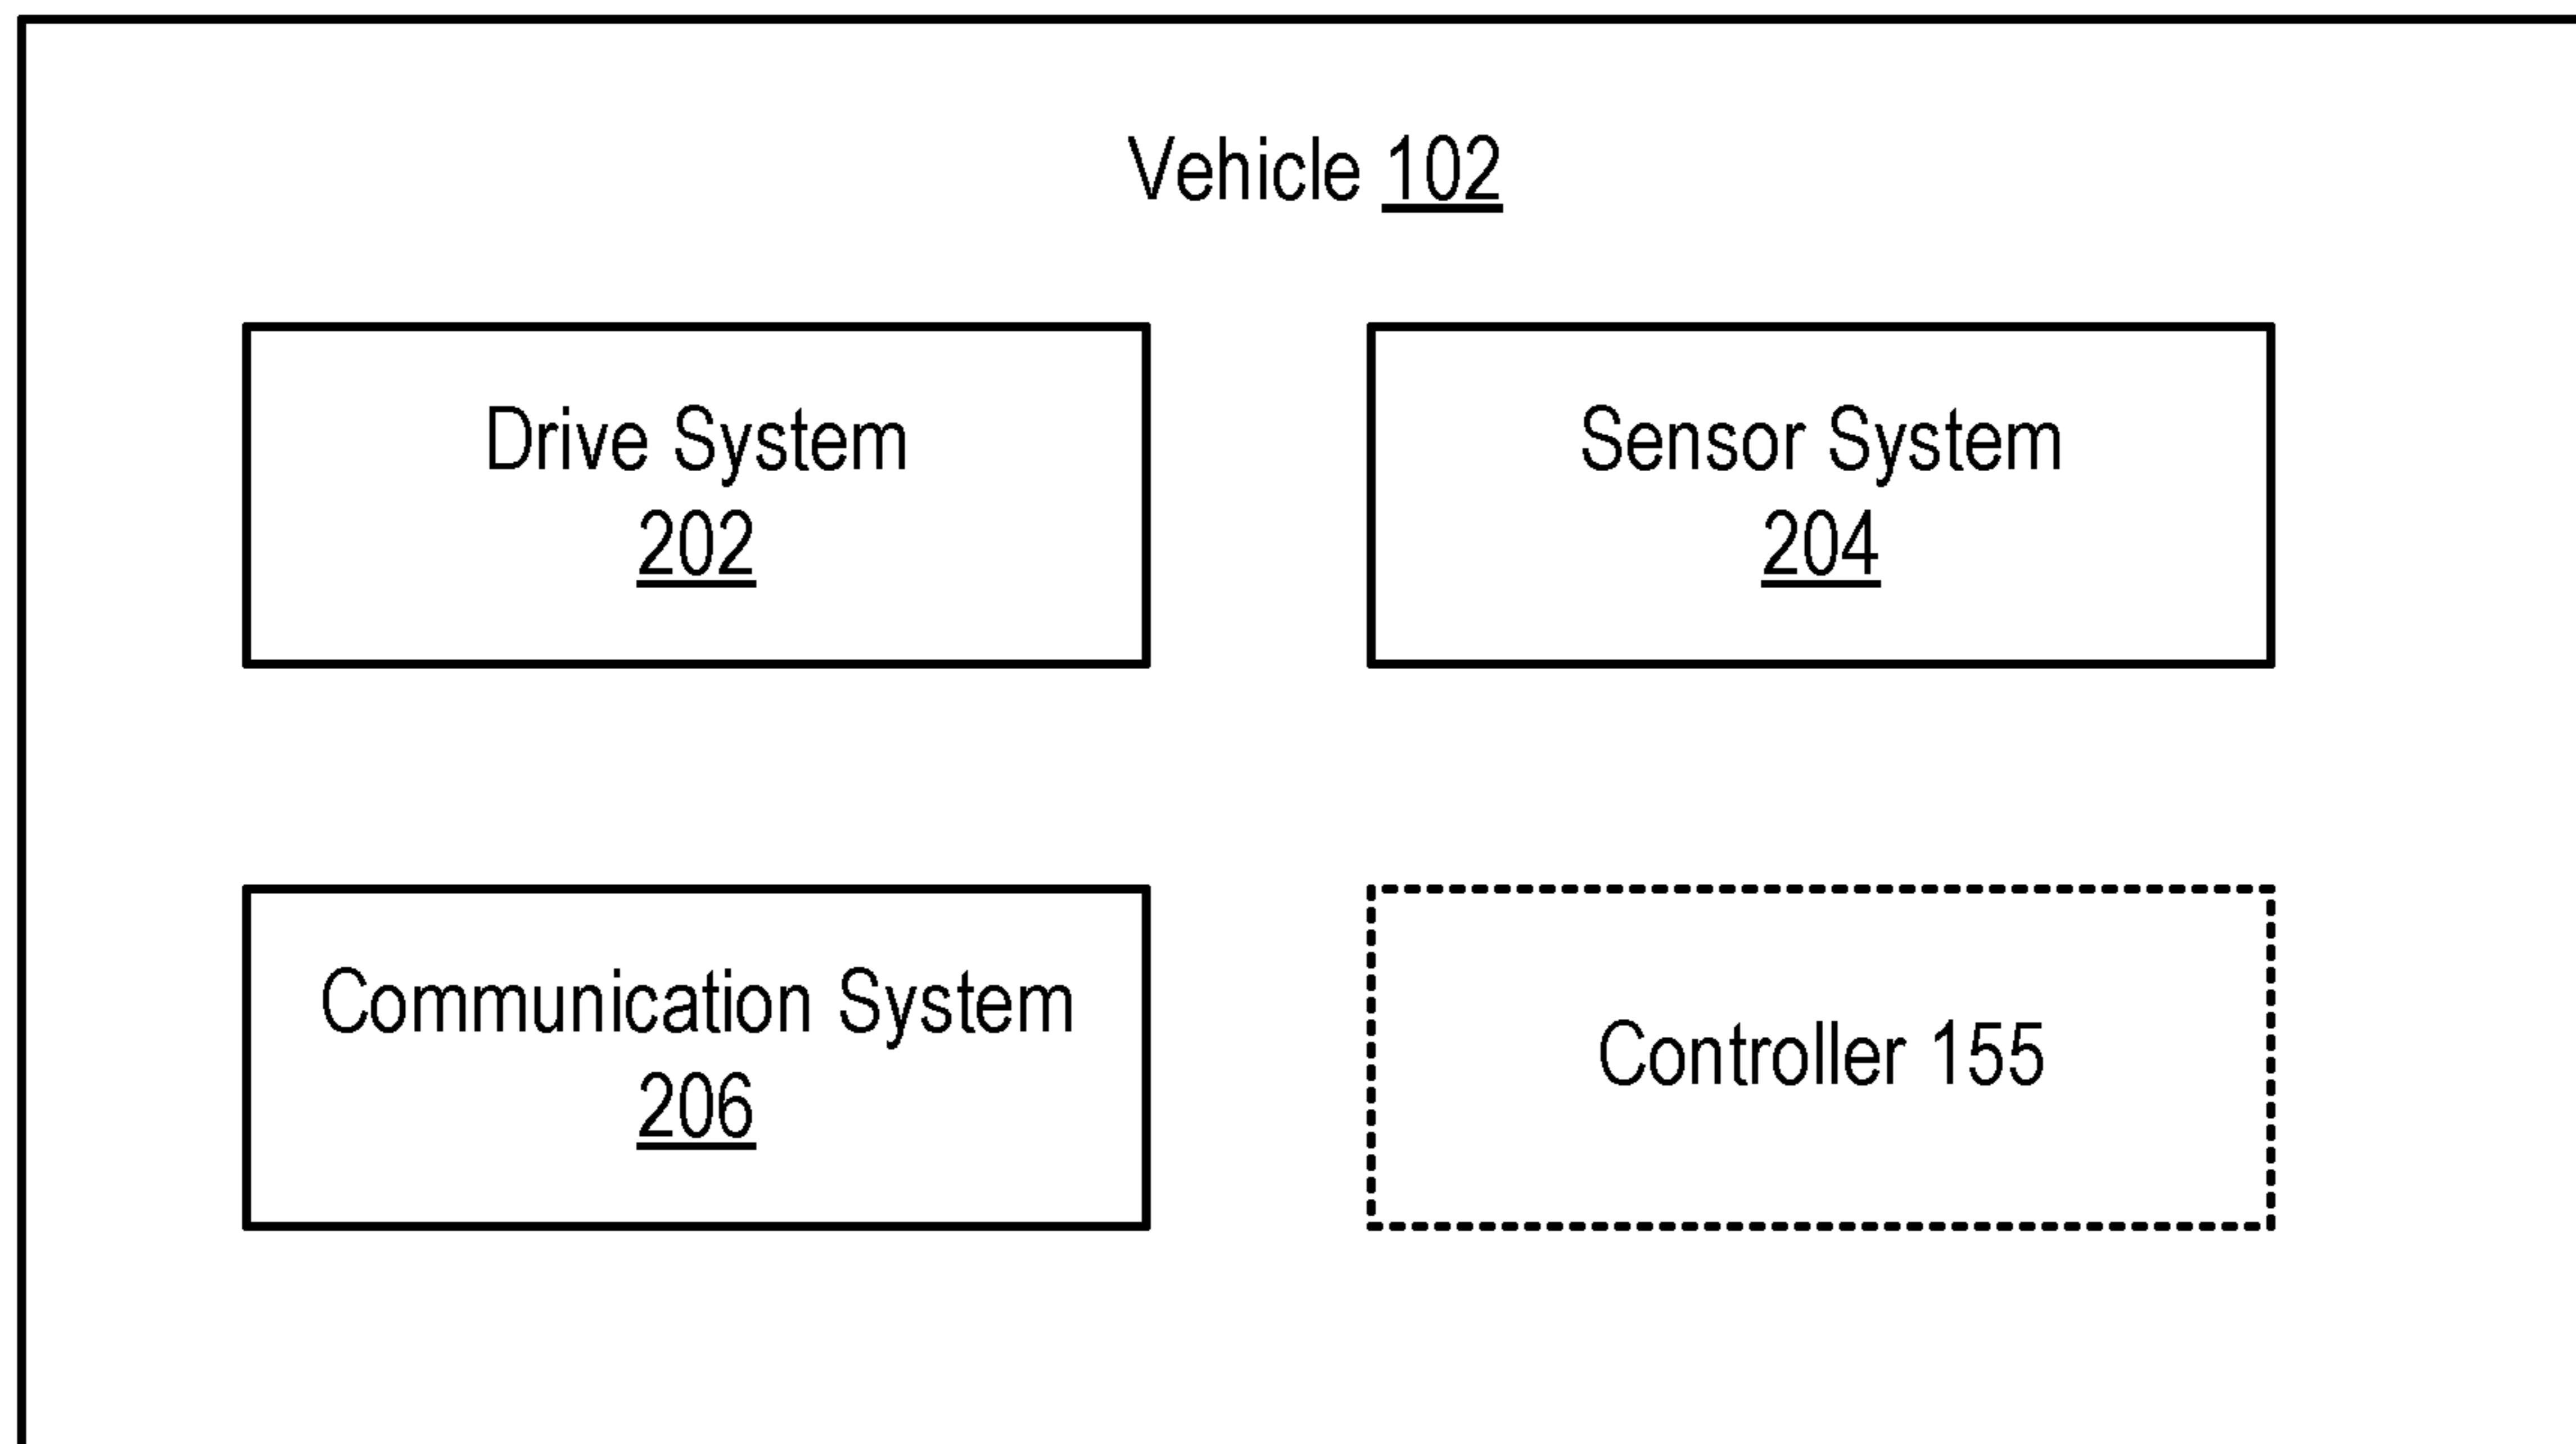 Vehicle 102
Drive System
202
Sensor System
204
Communication System
206
Controller 155